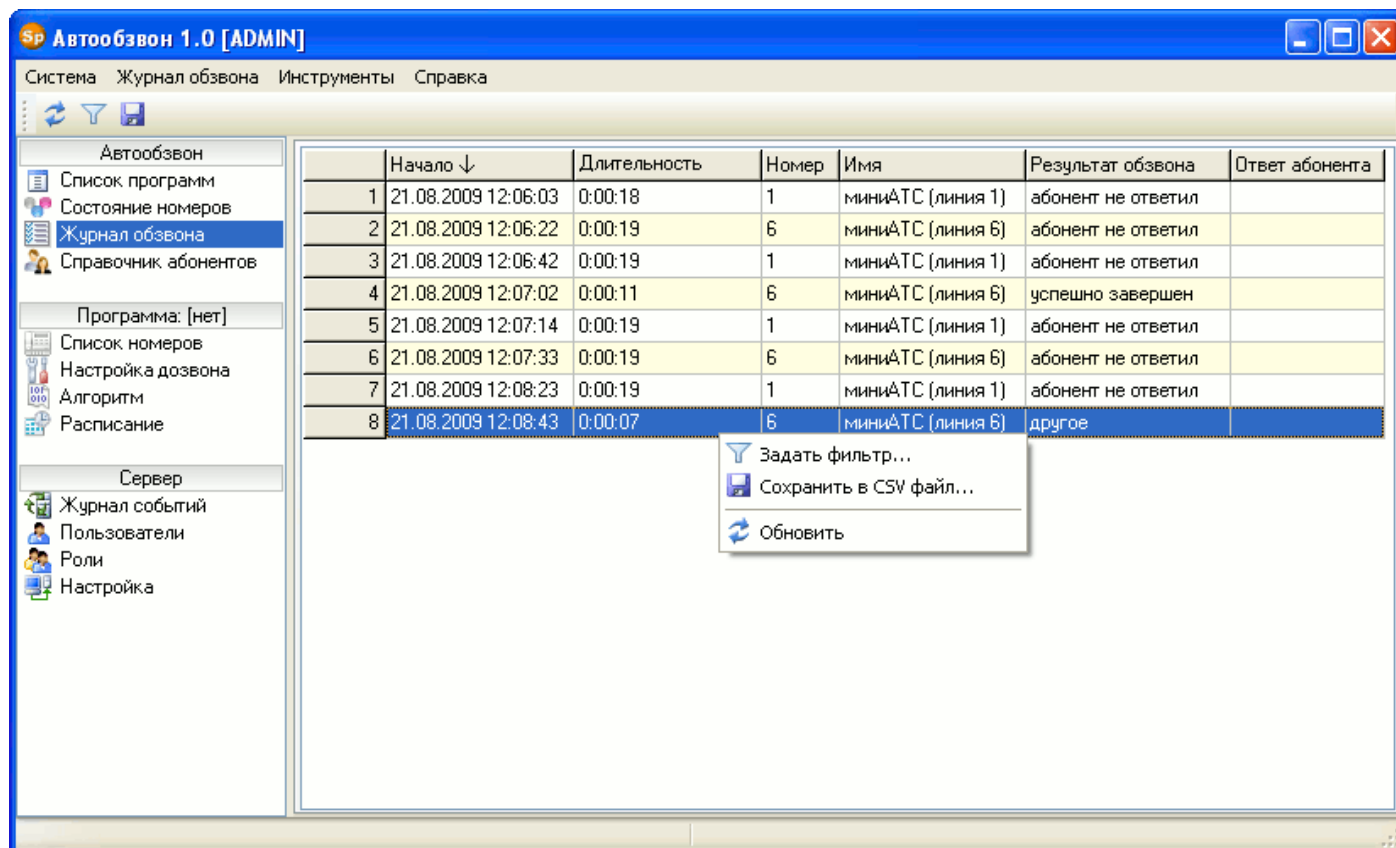 Sp Автообзвон 1.0 [ADMIN]
Система Журнал обзвона Инструменты Справка
Автообзвон
Список программ
Состояние номеров
Журнал обзвона
Справочник абонентов
Программа: [нет]
Список номеров
Настройка дозвона
Алгоритм
Расписание
Сервер
Журнал событий
Пользователи
Роли
Настройка
Начало Длительность Номер Имя Результат обзвона Ответ абонента
1 21.08.2009 12:06:03 0:00:18 1 миниАТС (линия 1) абонент не ответил
2 21.08.2009 12:06:22 0:00:19 6 миниАТС (линия 6) абонент не ответил
3 21.08.2009 12:06:42 0:00:19 1 миниАТС (линия 1) абонент не ответил
4 21.08.2009 12:07:02 0:00:11 6 миниАТС (линия 6) успешно завершен
5 21.08.2009 12:07:14 0:00:19 1 миниАТС (линия 1) абонент не ответил
6 21.08.2009 12:07:33 0:00:19 6 миниАТС (линия 6) абонент не ответил
7 21.08.2009 12:08:23 0:00:19 1 миниАТС (линия 1) абонент не ответил
8 21.08.2009 12:08:43 0:00:07 6 миниАТС (линия 6) другое
Задать фильтр...
Сохранить в CSV файл...
Обновить